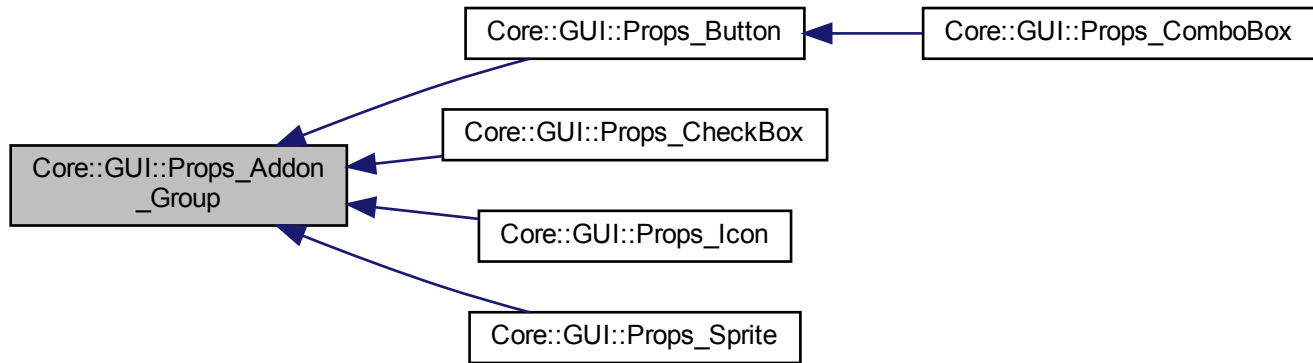 Core::GUI::Props_Button
Core::GUI::Props_ComboBox
Core::GUI::Props_CheckBox
Core::GUI::Props_Addon
_Group
Core::GUI::Props_Icon
Core::GUI::Props_Sprite